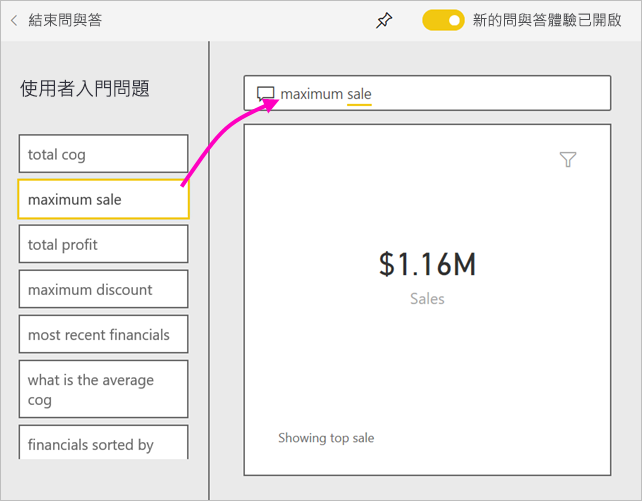 結束問與答
新的問與答體驗已開啟
使用者入門問題
total cog
maximum sale
total profit
maximum discount
most recent financials
what is the average
cog
financials sorted by
maximum sale
$1.16M
Sales
Showing top sale